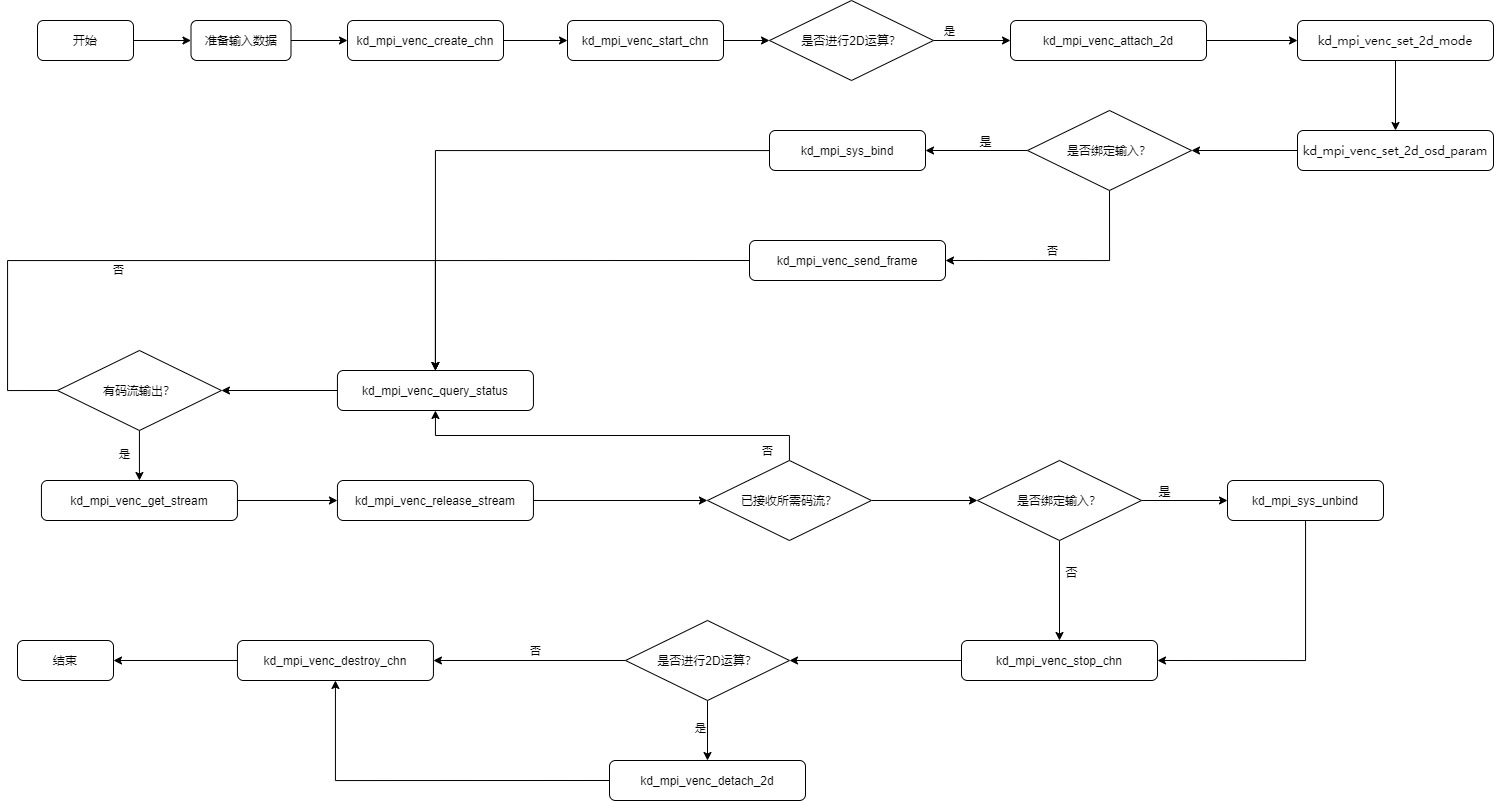 开始
准备输入数据
kd_mpi_venc_create_chn
kd_mpi_venc_start_chn
是否进行2D运算?
是
kd_mpi_venc_attach_2d
kd_mpi_venc_set_2d_mode
kd_mpi_sys_bind
是
是否绑定输入?
kd_mpi_venc_set_2d_osd_param
否
kd_mpi_venc_send_frame
否
有码流输出?
kd_mpi_venc_query_status
是
否
kd_mpi_venc_get_stream
kd_mpi_venc_release_stream
已接收所需码流?
是否绑定输入?
是
kd_mpi_sys_unbind
否
结束
kd_mpi_venc_destroy_chn
否
是否进行2D运算?
kd_mpi_venc_stop_chn
是
kd_mpi_venc_detach_2d